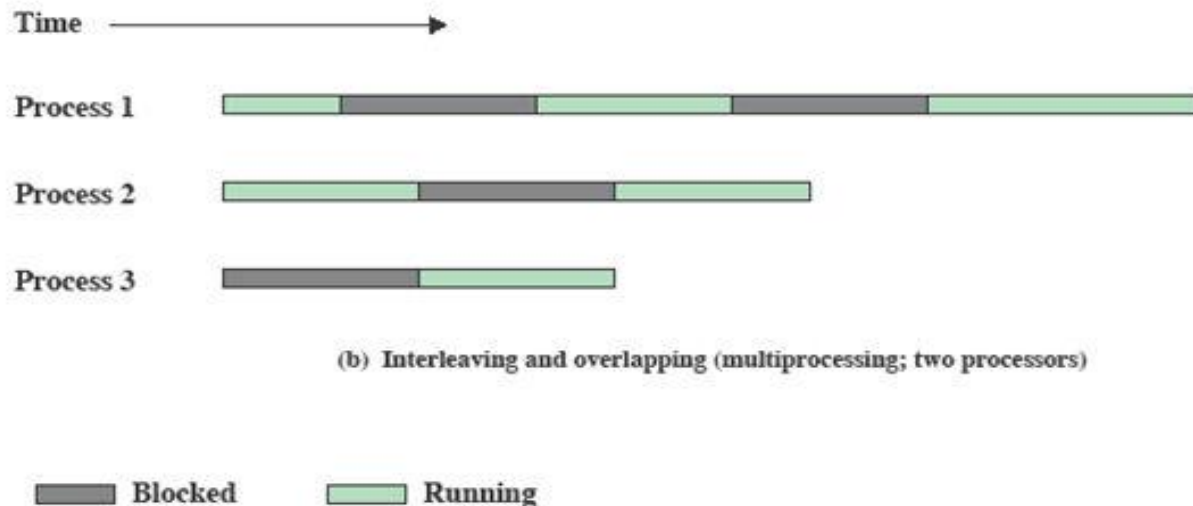 Time
Process 1
Process 2
Process 3
(b) Interleaving and overlapping (multiprocessing; two processors)
Blocked Running